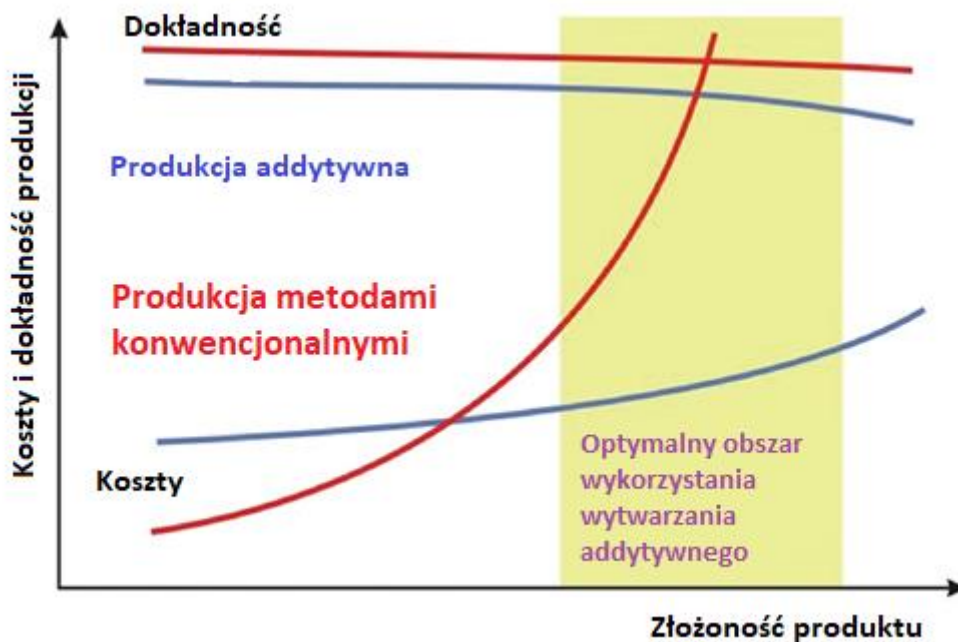 Dokładność
Koszty i dokładność produkcji
Produkcja addytywna
Produkcja metodami
konwencjonalnymi
Koszty
Optymalny obszar
wykorzystania
wytwarzania
addytywnego
Złożoność produktu